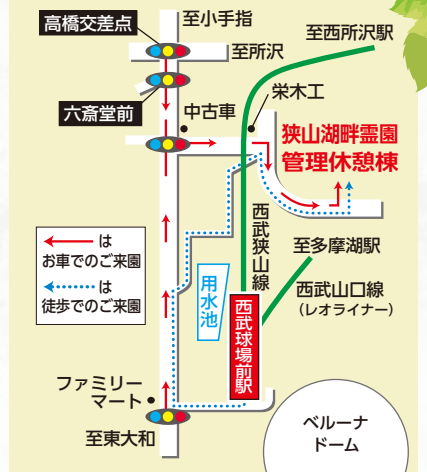 高橋交差点
至小手指
至所沢
至西所沢駅
六斎堂前
中古車
栄木工
狭山湖畔霊園
管理休憩棟
西武狭山線
は
お車でのご来園
は
徒歩でのご来園
用水池
至多摩湖駅
西武山口線
（レオライナー）
西武球場前駅
ファミリー
マート
至東大和
ベルーナ
ドーム